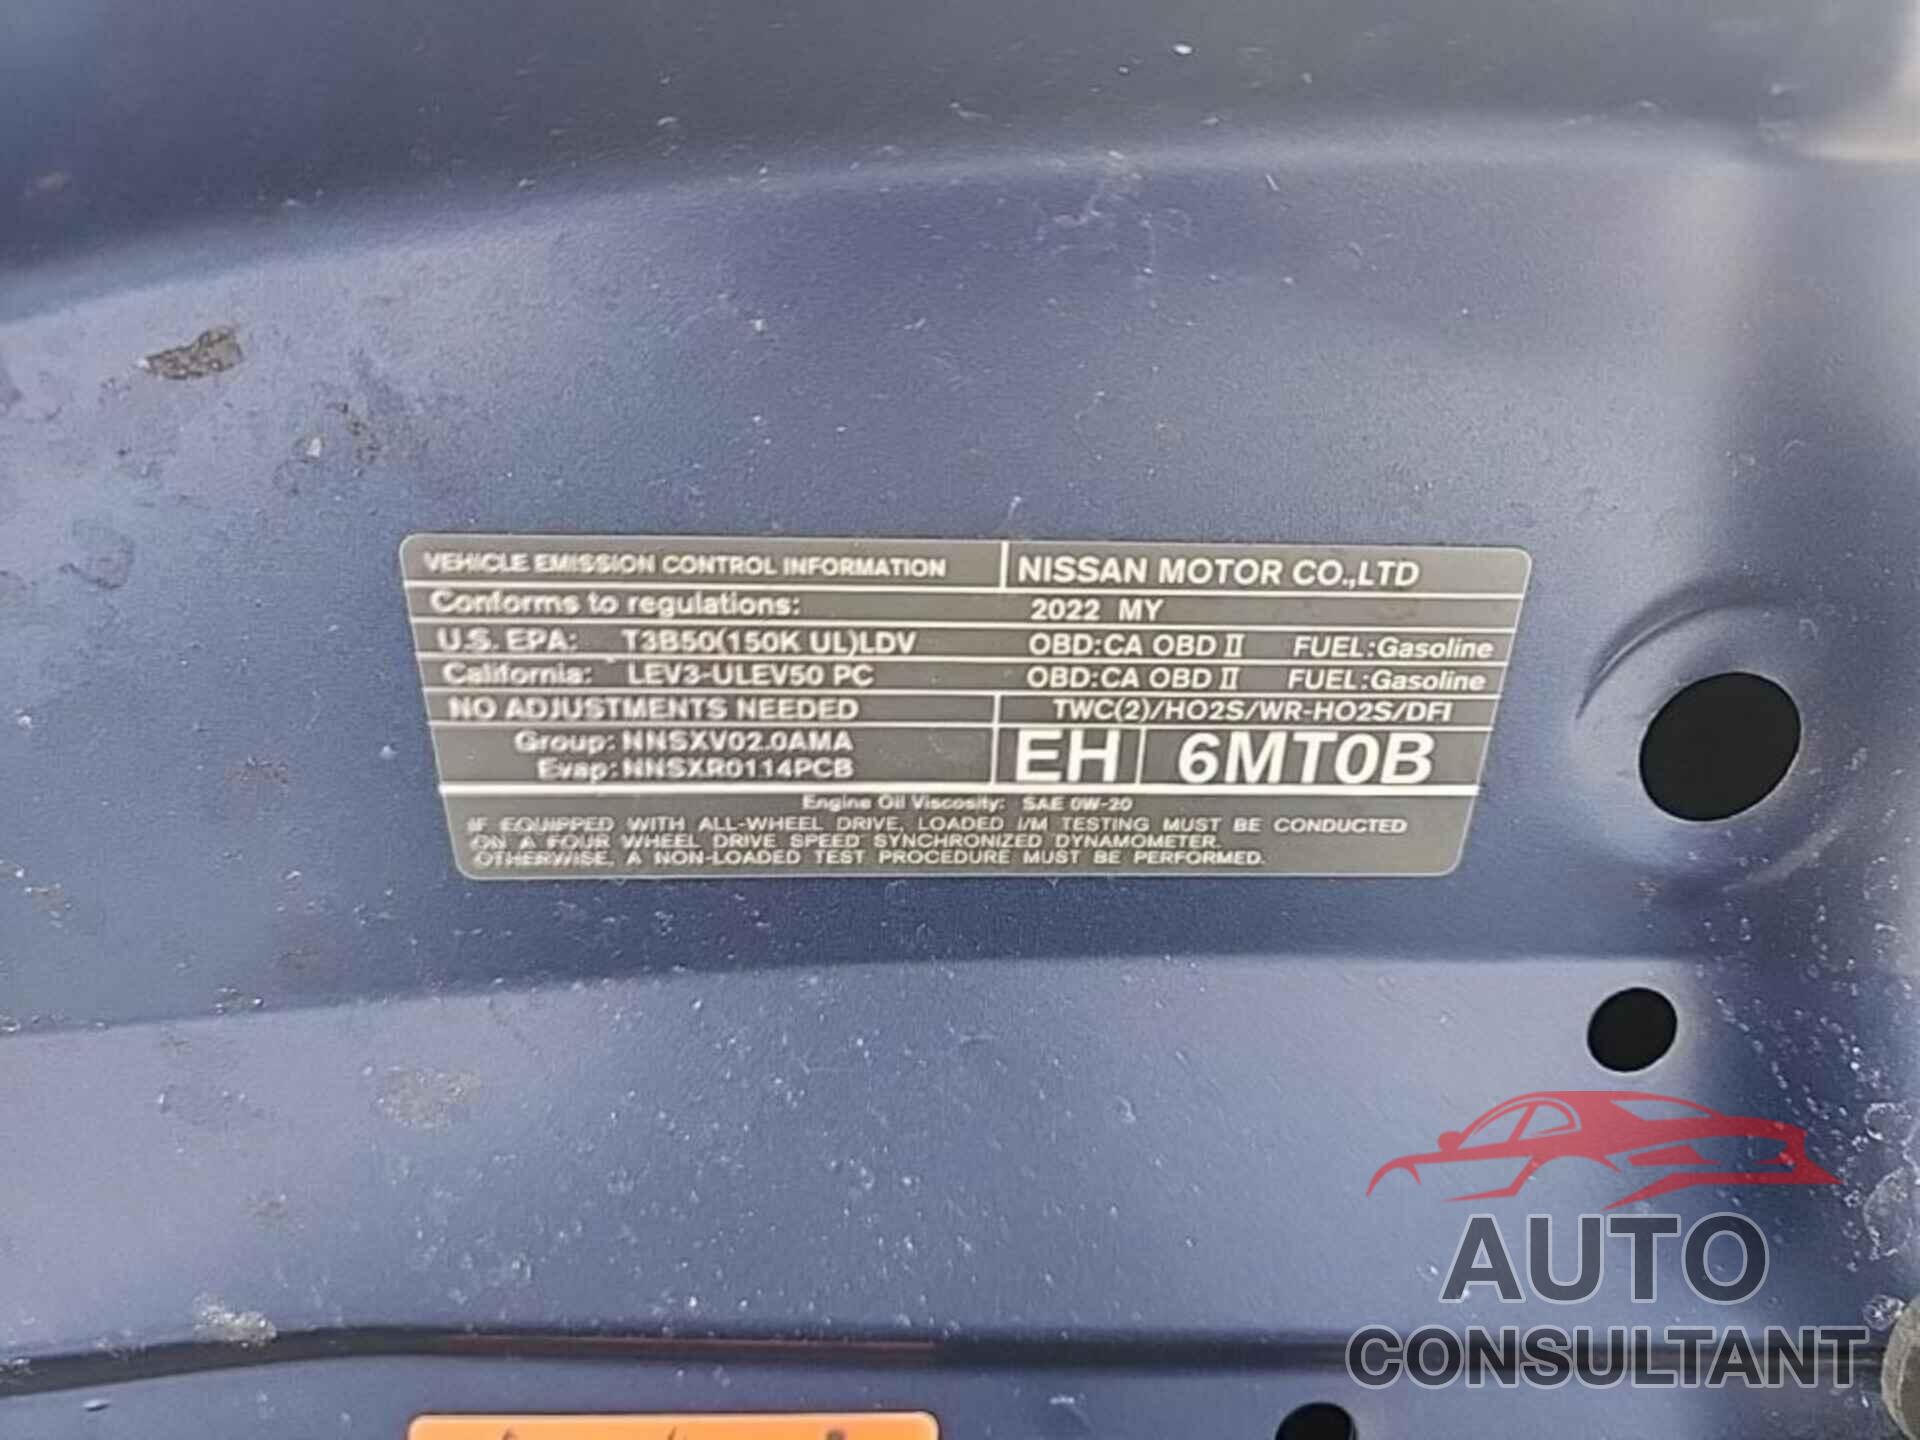 VEHICLE EMISSION CONTROL INFORMATION NISSAN MOTOR CO.,LTD
Conforms to regulations: 2022 MY
U.S. EPA: T3B50(150K UL)LDV OBD:CA OBD II FUEL:Gasoline
California: LEV3-ULEV50 PC OBD:CA OBD II FUEL:Gasoline
NO ADJUSTMENTS NEEDED TWC(2)/HO2S/WR-HO2S/DFI
Group: NNSXV02.0AMA
Evap: NNSXR0114PCB
EH 6MT0B
Engine Oil Viscosity: SAE 0W-20
IF EQUIPPED WITH ALL-WHEEL DRIVE, LOADED I/M TESTING MUST BE CONDUCTED
ON A FOUR WHEEL DRIVE SPEED SYNCHRONIZED DYNAMOMETER.
OTHERWISE, A NON-LOADED TEST PROCEDURE MUST BE PERFORMED.
AUTO
CONSULTANT